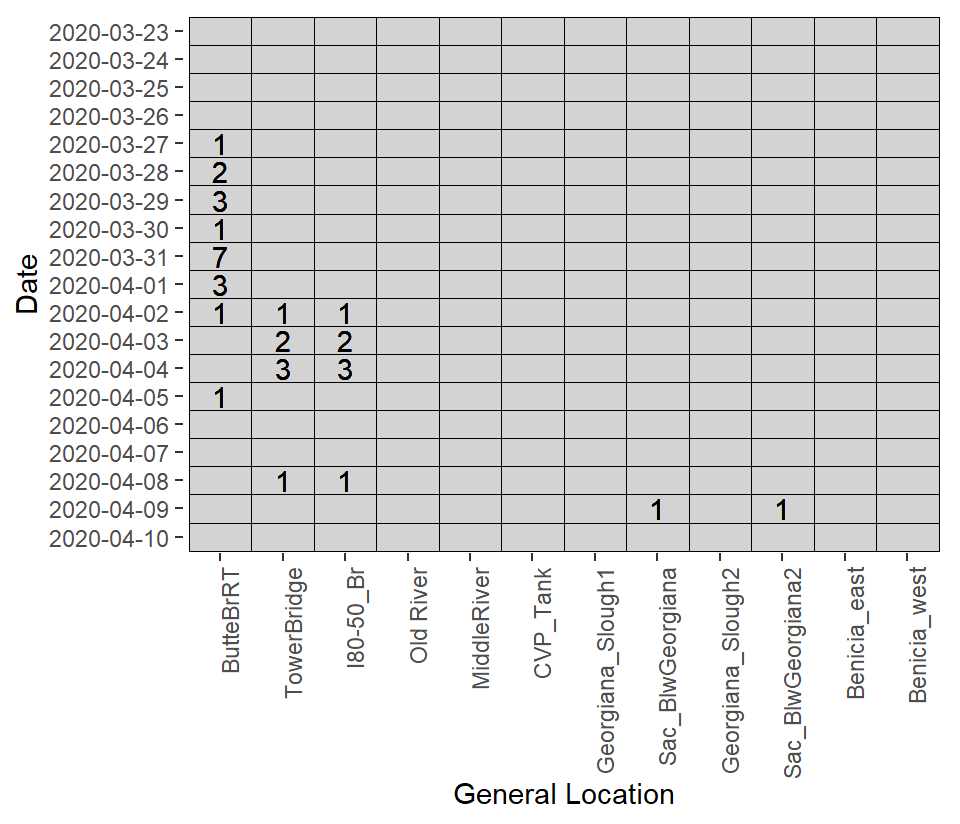 2020-03-23
2020-03-24
2020-03-25
2020-03-26
2020-03-27 1
2020-03-28 2
2020-03-29 3
2020-03-30 1
2020-03-31 7
2020-04-01 3
2020-04-02 1 1 1
2020-04-03 2 2
2020-04-04 3 3
2020-04-05 1
2020-04-06
2020-04-07
2020-04-08 1 1
2020-04-09 1 1
2020-04-10
Date
ButteBrRT
TowerBridge
I80-50_Br
Old River
MiddleRiver
CVP_Tank
Georgiana_Slough1
Sac_BlwGeorgiana
Georgiana_Slough2
Sac_BlwGeorgiana2
Benicia_east
Benicia_west
General Location